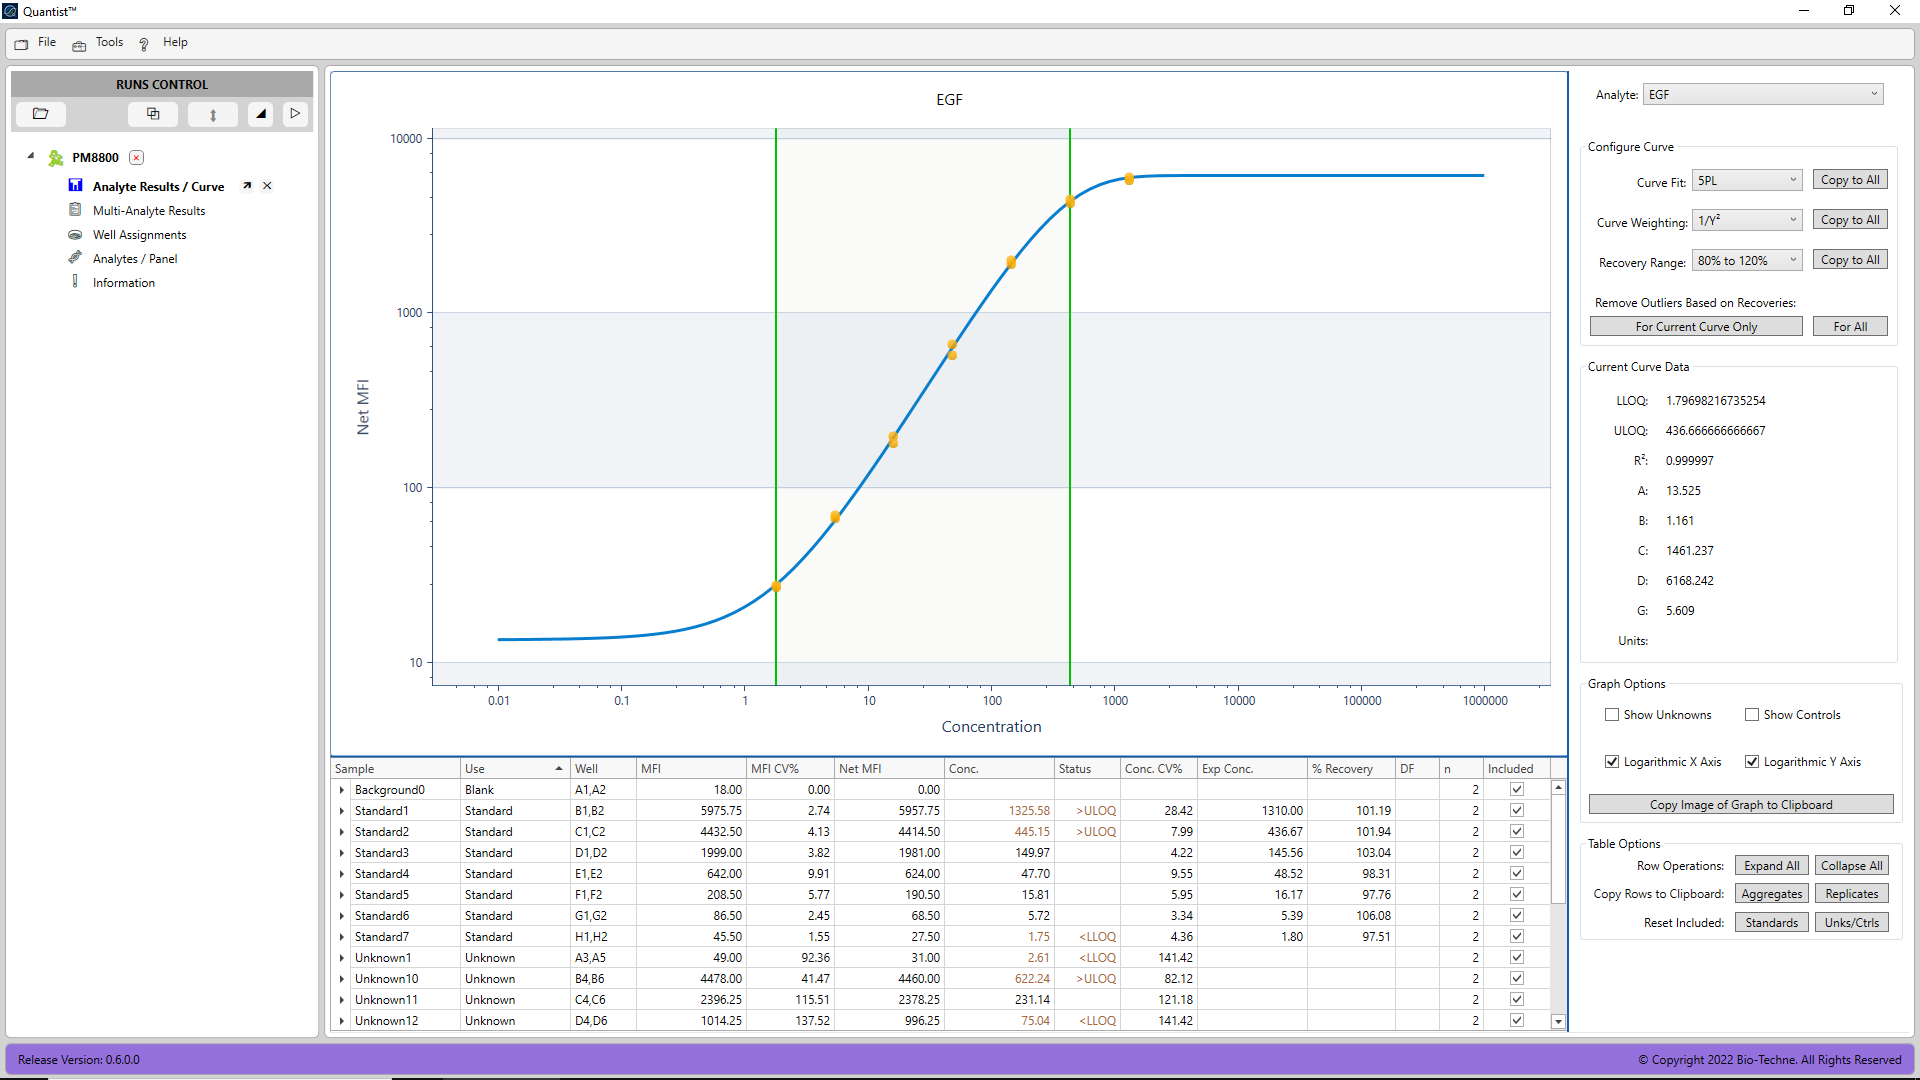 Quantist™
File Tools ? Help
RUNS CONTROL
PM8800
Analyte Results / Curve
Multi-Analyte Results
Well Assignments
Analytes / Panel
Information
EGF
Net MFI
10000
1000
100
10
0.01 0.1 1 10 100 1000 10000 100000 1000000
Concentration
Analyte: EGF
Configure Curve
Curve Fit: 5PL Copy to All
Curve Weighting: 1/Y² Copy to All
Recovery Range: 80% to 120% Copy to All
Remove Outliers Based on Recoveries:
For Current Curve Only For All
Current Curve Data
LLOQ: 1.79698216735254
ULOQ: 436.666666666667
R²: 0.999997
A: 13.525
B: 1.161
C: 1461.237
D: 6168.242
G: 5.609
Units:
Graph Options
Show Unknowns Show Controls
Logarithmic X Axis Logarithmic Y Axis
Copy Image of Graph to Clipboard
Table Options
Row Operations: Expand All Collapse All
Copy Rows to Clipboard: Aggregates Replicates
Reset Included: Standards Unks/Ctrls
Sample Use Well MFI MFI CV% Net MFI Conc. Status Conc. CV% Exp Conc. % Recovery DF n Included
Background0 Blank A1,A2 18.00 0.00 0.00 2
Standard1 Standard B1,B2 5975.75 2.74 5957.75 1325.58 >ULOQ 28.42 1310.00 101.19 2
Standard2 Standard C1,C2 4432.50 4.13 4414.50 445.15 >ULOQ 7.99 436.67 101.94 2
Standard3 Standard D1,D2 1999.00 3.82 1981.00 149.97 4.22 145.56 103.04 2
Standard4 Standard E1,E2 642.00 9.91 624.00 47.70 9.55 48.52 98.31 2
Standard5 Standard F1,F2 208.50 5.77 190.50 15.81 5.95 16.17 97.76 2
Standard6 Standard G1,G2 86.50 2.45 68.50 5.72 3.34 5.39 106.08 2
Standard7 Standard H1,H2 45.50 1.55 27.50 1.75 <LLOQ 4.36 1.80 97.51 2
Unknown1 Unknown A3,A5 49.00 92.36 31.00 2.61 <LLOQ 141.42 2
Unknown10 Unknown B4,B6 4478.00 41.47 4460.00 622.24 >ULOQ 82.12 2
Unknown11 Unknown C4,C6 2396.25 115.51 2378.25 231.14 121.18 2
Unknown12 Unknown D4,D6 1014.25 137.52 996.25 75.04 <LLOQ 141.42 2
Release Version: 0.6.0.0
© Copyright 2022 Bio-Techne. All Rights Reserved